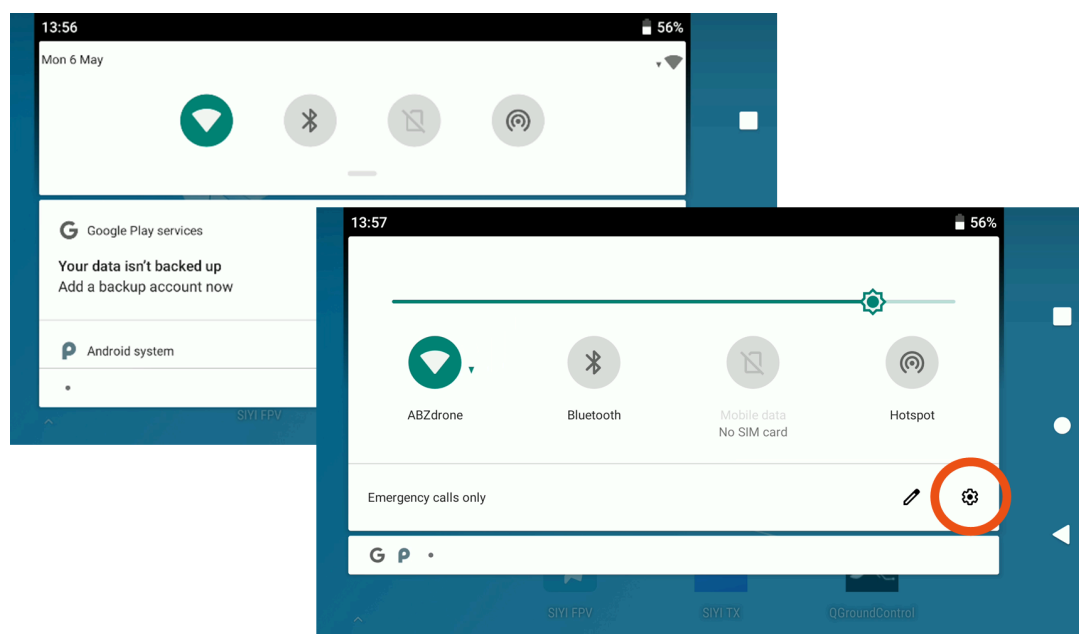 13:56
56%
Mon 6 May
Google Play services
Your data isn't backed up
Add a backup account now
Android system
SIYI FPV
13:57
56%
ABZdrone
Bluetooth
Mobile data
No SIM card
Hotspot
Emergency calls only
SIYI FPV
SIYI TX
QGroundControl